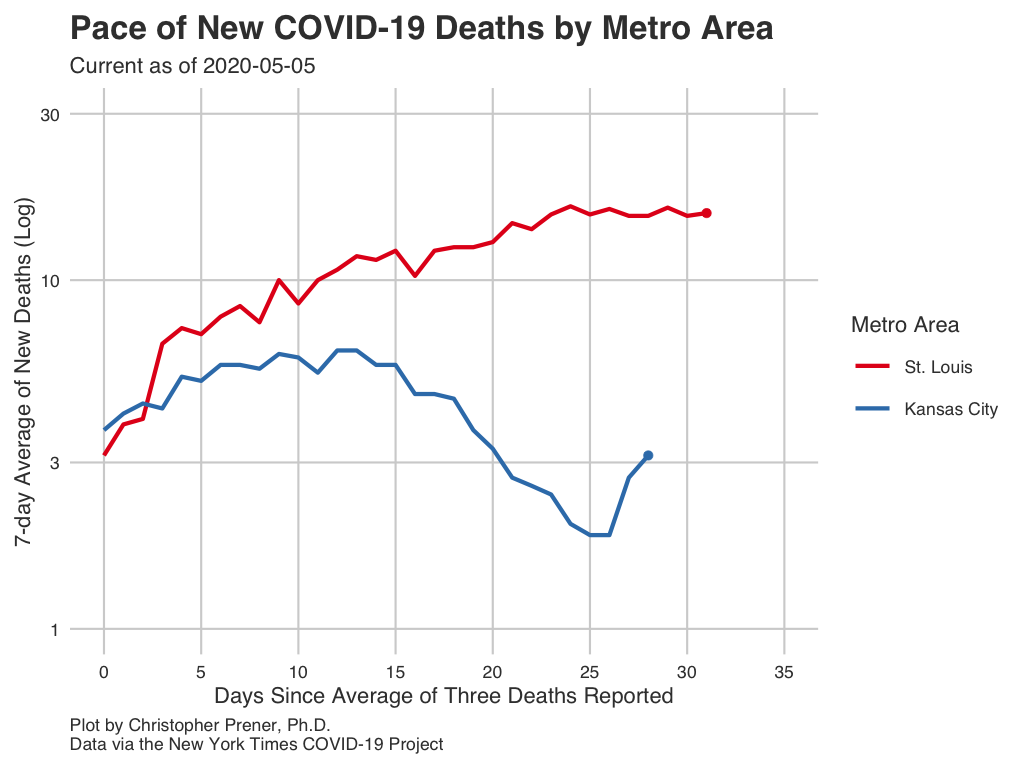 Pace of New COVID-19 Deaths by Metro Area
Current as of 2020-05-05
7-day Average of New Deaths (Log)
30
10
3
1
0 5 10 15 20 25 30 35
Days Since Average of Three Deaths Reported
Metro Area
St. Louis
Kansas City
Plot by Christopher Prener, Ph.D.
Data via the New York Times COVID-19 Project